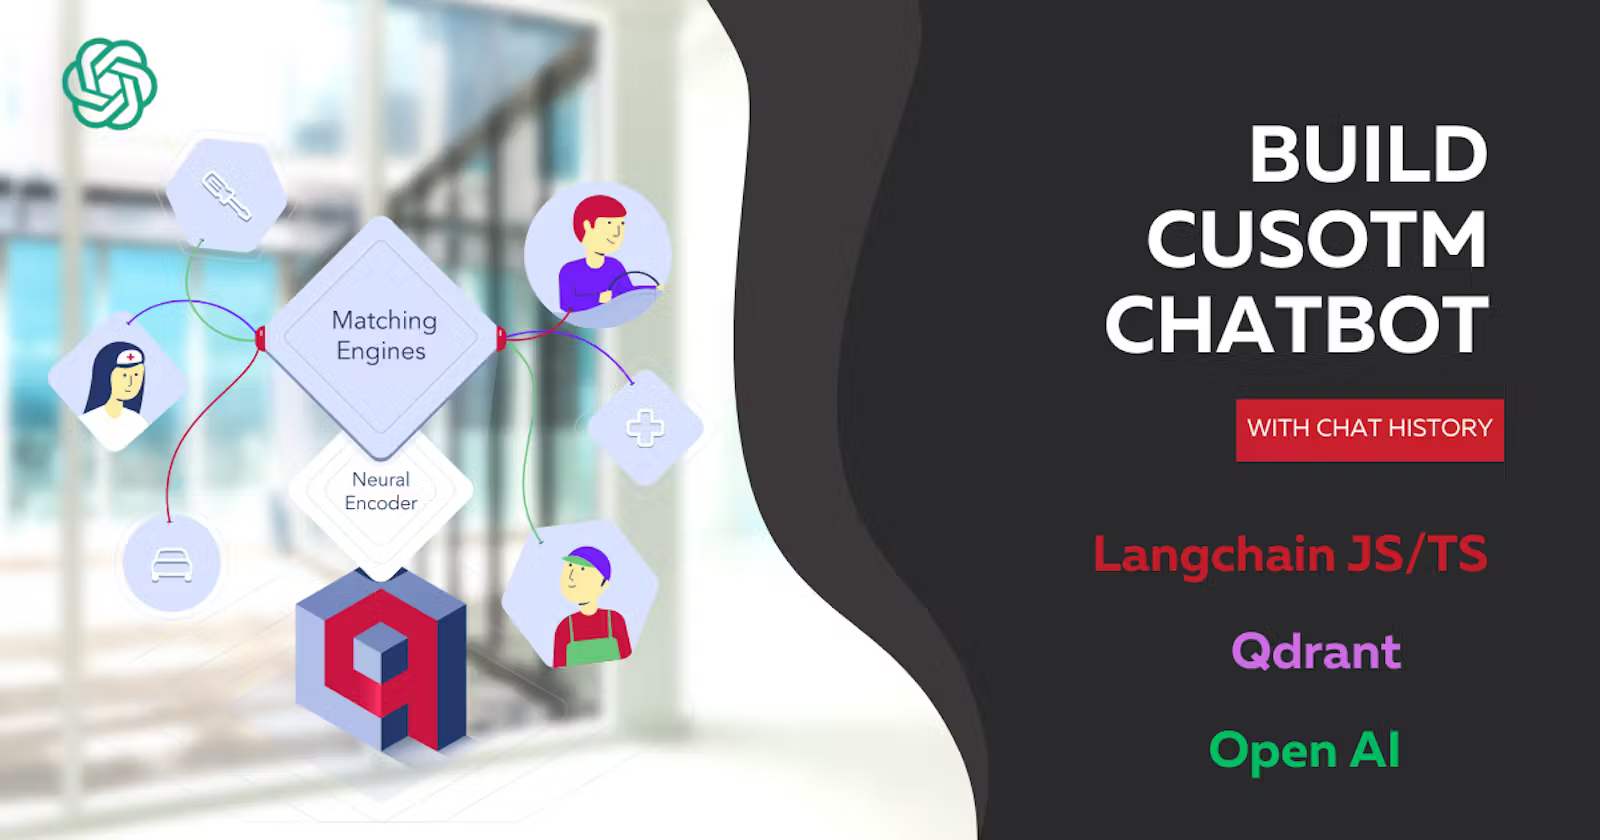 Matching
Engines
Neural
Encoder
BUILD
CUSOTM
CHATBOT
WITH CHAT HISTORY
Langchain JS/TS
Qdrant
Open AI